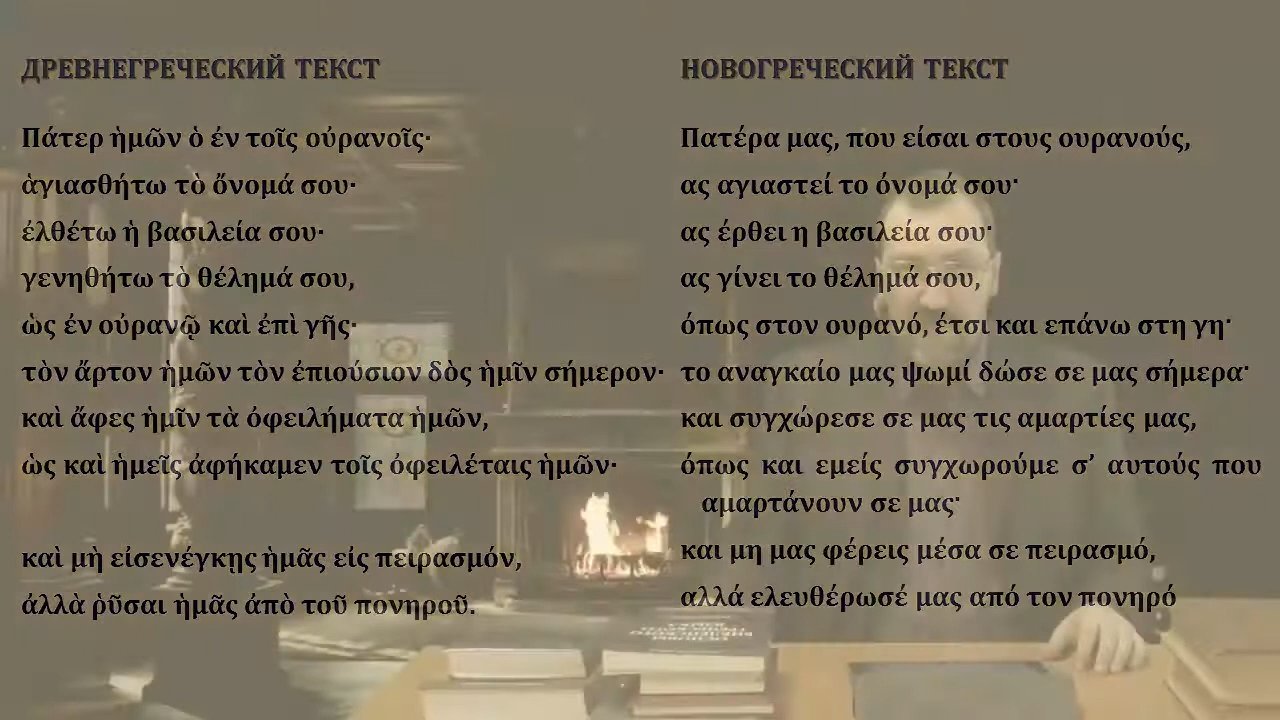 ДРЕВНЕГРЕЧЕСКИЙ ТЕКСТ
Πάτερ ἡμῶν ὁ ἐν τοῖς οὐρανοῖς·
ἁγιασθήτω τὸ ὄνομά σου·
ἐλθέτω ἡ βασιλεία σου·
γενηθήτω τὸ θέλημά σου,
ὡς ἐν οὐρανῷ καὶ ἐπὶ γῆς·
τὸν ἄρτον ἡμῶν τὸν ἐπιούσιον δὸς ἡμῖν σήμερον·
καὶ ἄφες ἡμῖν τὰ ὀφειλήματα ἡμῶν,
ὡς καὶ ἡμεῖς ἀφήκαμεν τοῖς ὀφειλέταις ἡμῶν·
καὶ μὴ εἰσενέγκῃς ἡμᾶς εἰς πειρασμόν,
ἀλλὰ ῥῦσαι ἡμᾶς ἀπὸ τοῦ πονηροῦ.
НОВОГРЕЧЕСКИЙ ТЕКСТ
Πατέρα μας, που είσαι στους ουρανούς,
ας αγιαστεί το όνομά σου·
ας έρθει η βασιλεία σου·
ας γίνει το θέλημά σου,
όπως στον ουρανό, έτσι και επάνω στη γη·
το αναγκαίο μας ψωμί δώσε σε μας σήμερα·
και συγχώρεσε σε μας τις αμαρτίες μας,
όπως και εμείς συγχωρούμε σ’ αυτούς που
αμαρτάνουν σε μας·
και μη μας φέρεις μέσα σε πειρασμό,
αλλά ελευθέρωσέ μας από τον πονηρό